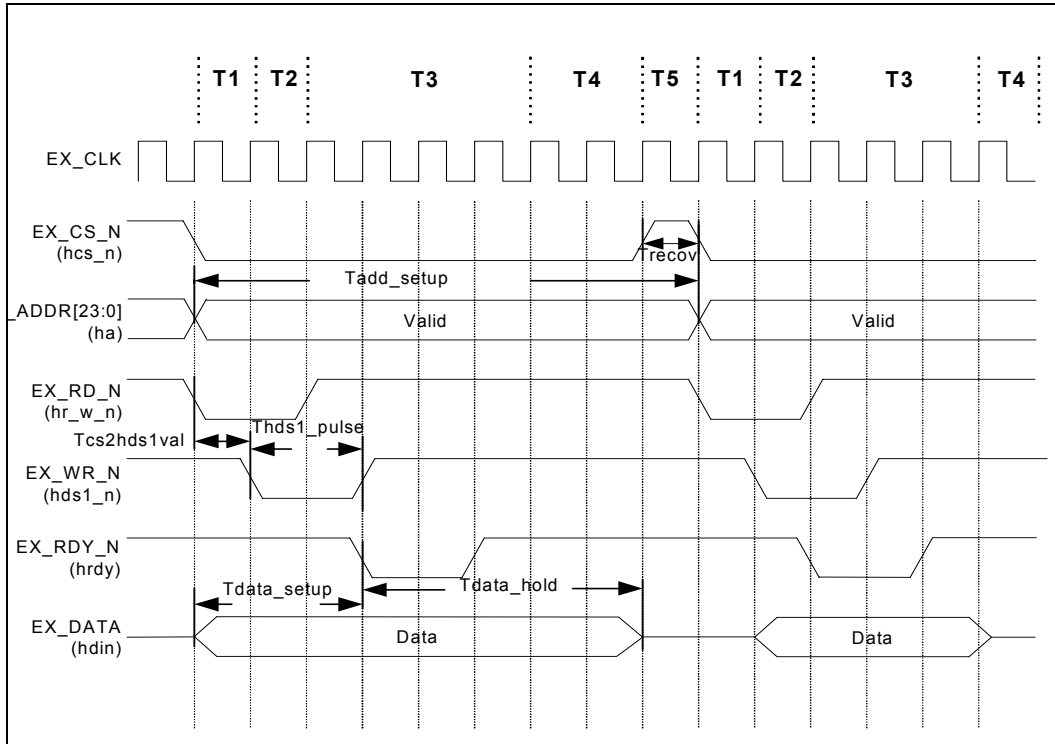 T1 T2 T3 T4 T5 T1 T2 T3 T4
EX_CLK
EX_CS_N
(hcs_n)
Trecov
Tadd_setup
_ADDR[23:0]
(ha)
Valid
Valid
EX_RD_N
(hr_w_n)
Tcs2hds1val
Thds1_pulse
EX_WR_N
(hds1_n)
EX_RDY_N
(hrdy)
Tdata_setup
Tdata_hold
EX_DATA
(hdin)
Data
Data